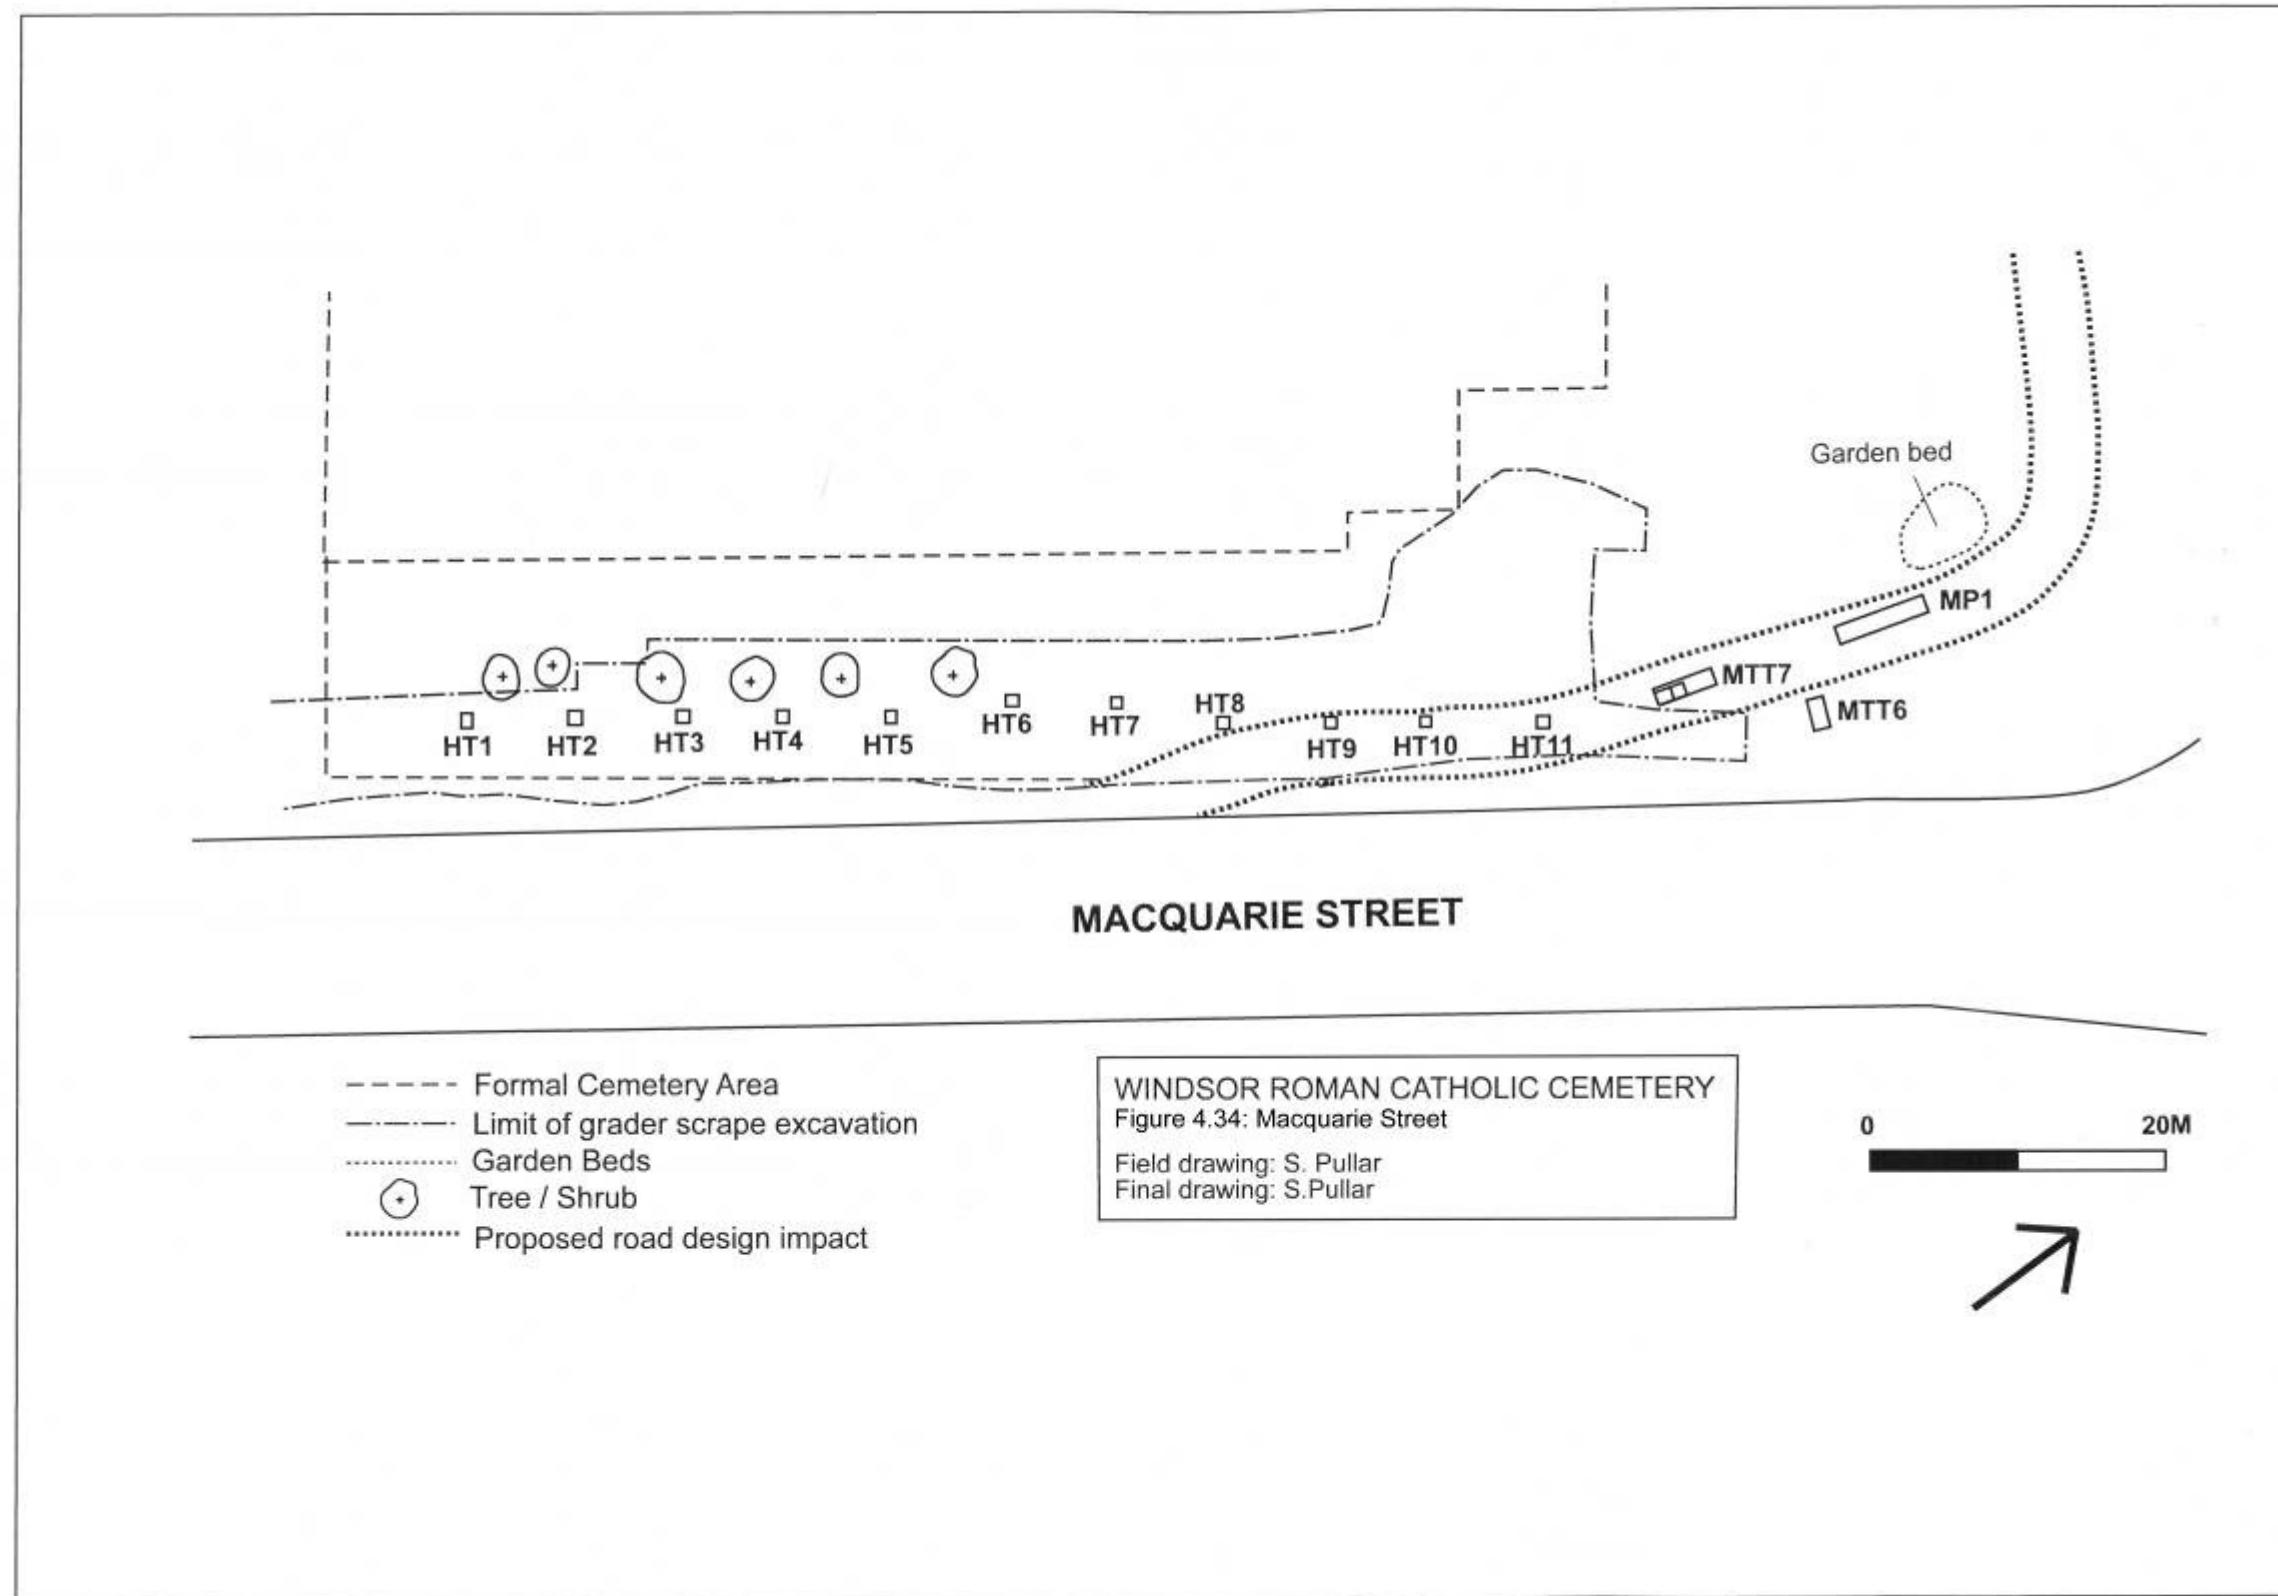 Garden bed
MP1
MTT7
MTT6
HT1
HT2
HT3
HT4
HT5
HT6
HT7
HT8
HT9
HT10
HT11
MACQUARIE STREET
Formal Cemetery Area
Limit of grader scrape excavation
Garden Beds
Tree / Shrub
Proposed road design impact
WINDSOR ROMAN CATHOLIC CEMETERY
Figure 4.34: Macquarie Street
Field drawing: S. Pullar
Final drawing: S.Pullar
0 20M